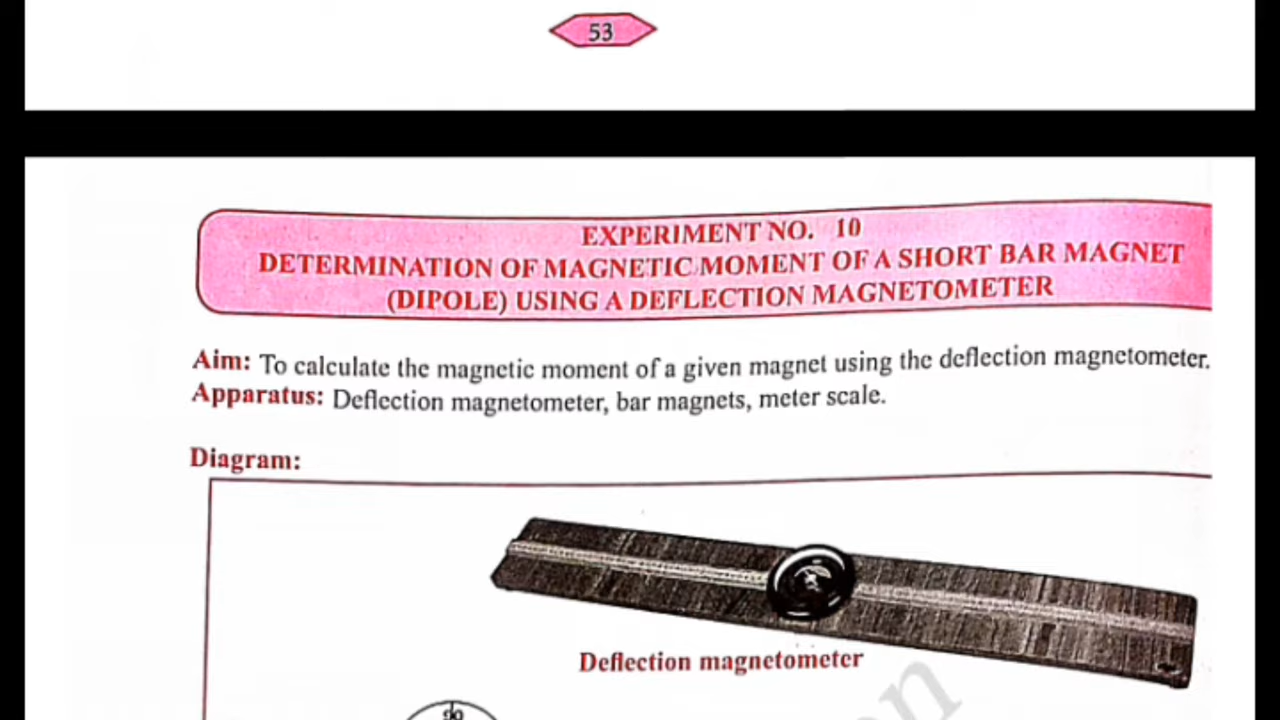 53
EXPERIMENT NO. 10
DETERMINATION OF MAGNETIC MOMENT OF A SHORT BAR MAGNET
(DIPOLE) USING A DEFLECTION MAGNETOMETER
Aim: To calculate the magnetic moment of a given magnet using the deflection magnetometer.
Apparatus: Deflection magnetometer, bar magnets, meter scale.
Diagram:
Deflection magnetometer
90